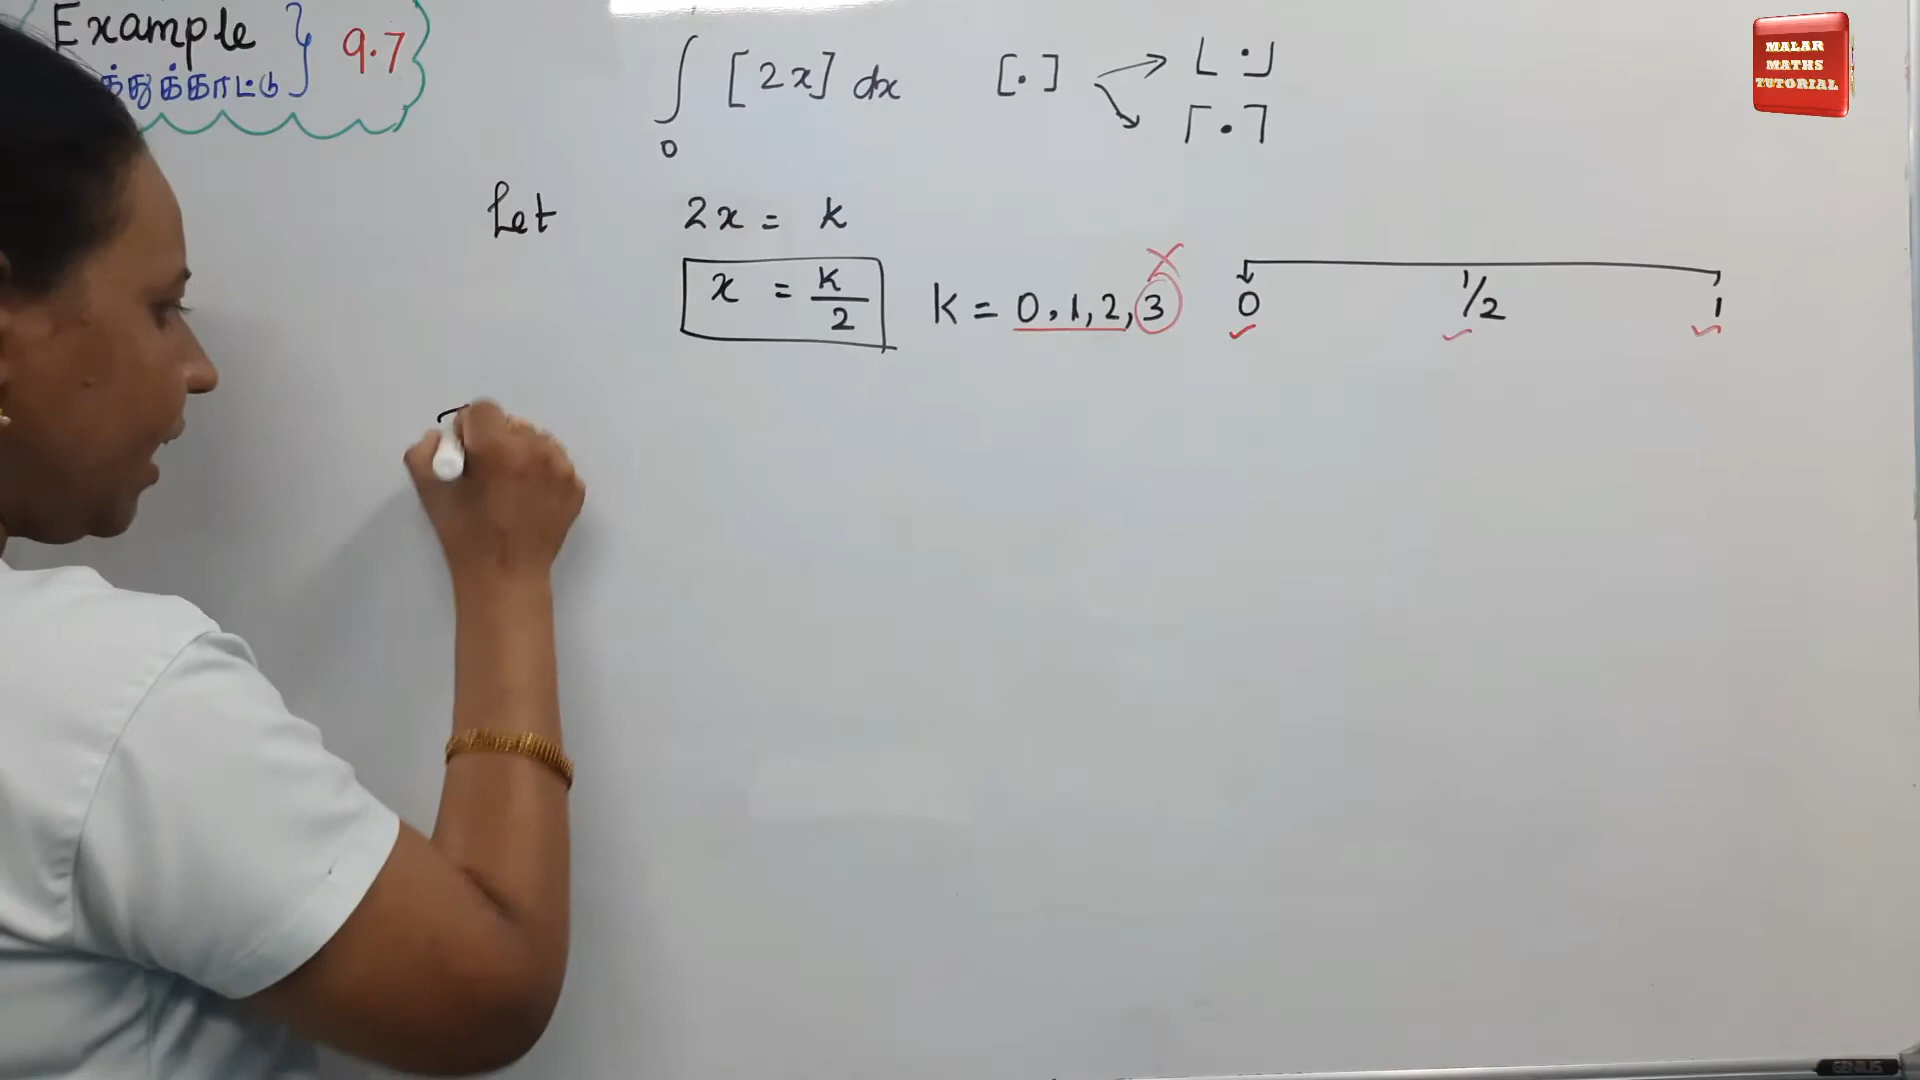 Example } 9.7
∫ [2x] dx [.] ⌊.⌋
0 ⌈.⌉
Let 2x = k
x = k/2 k = 0,1,2,3 0 1/2 1
MALAR
MATHS
TUTORIAL
GENIUS